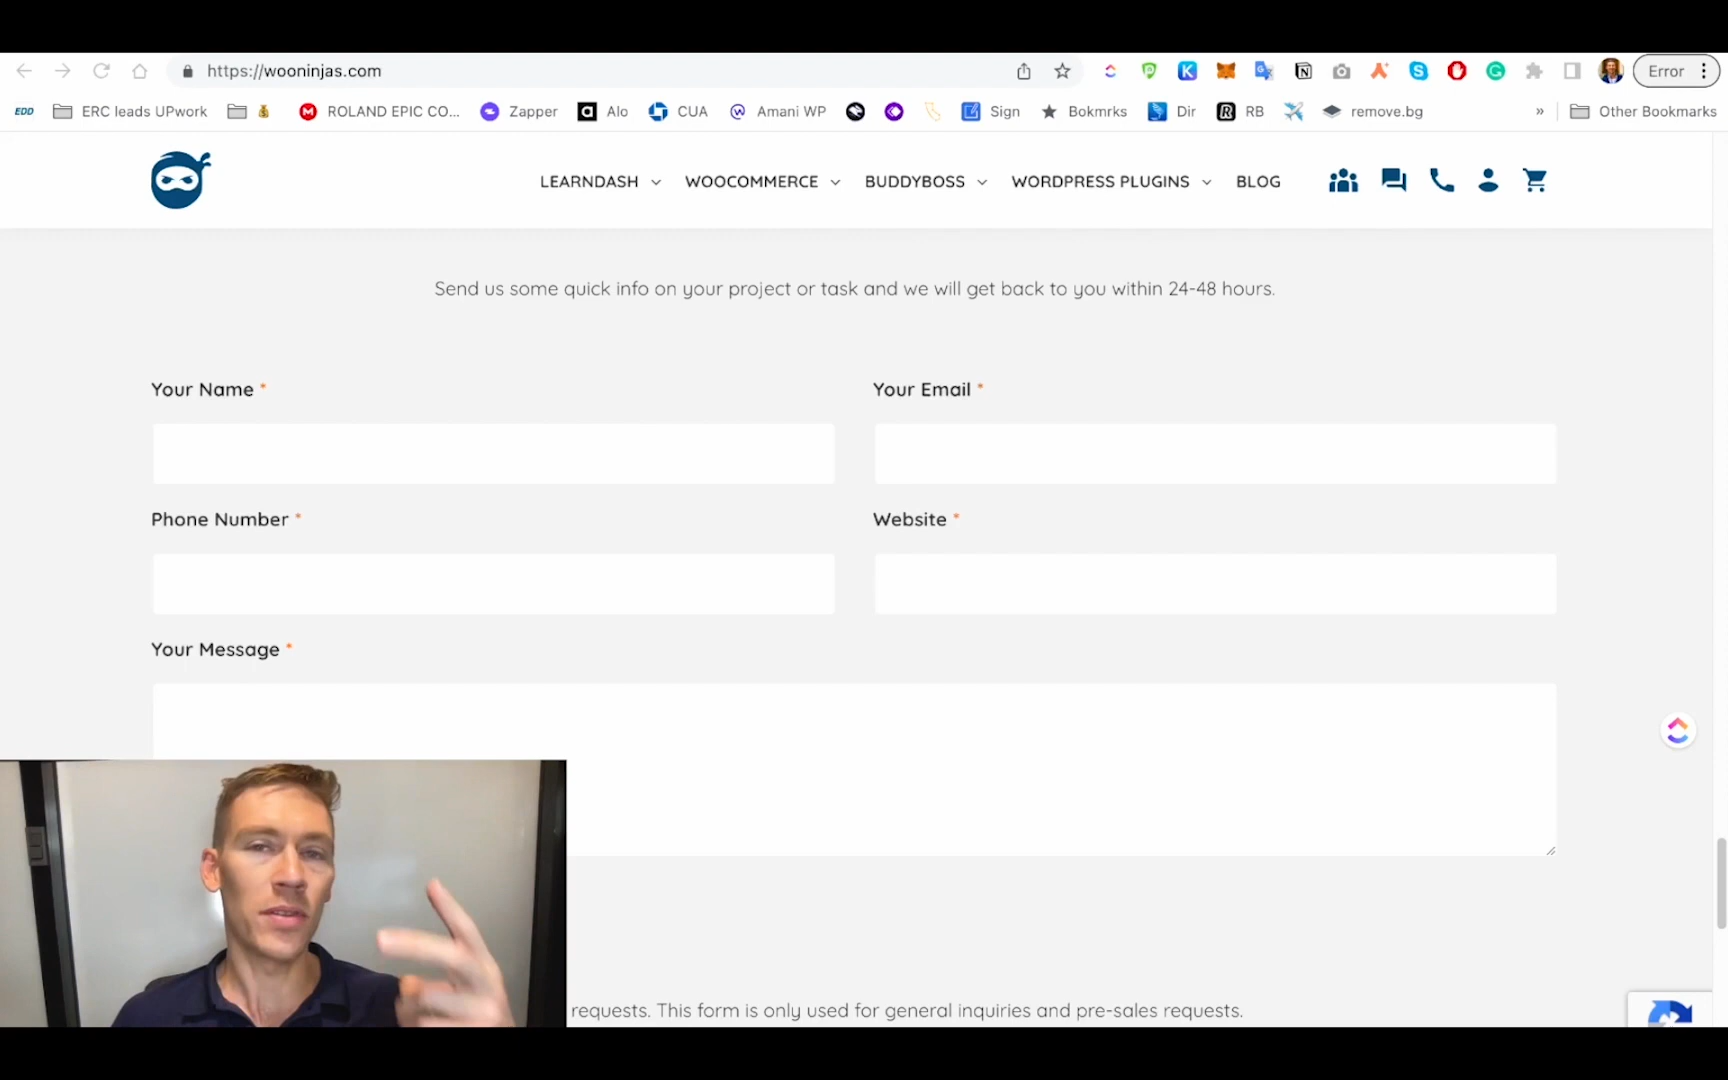 https://wooninjas.com
Error
EDD ERC leads UPwork ROLAND EPIC CO... Zapper Alo CUA Amani WP Sign Bokmrks Dir RB remove.bg » Other Bookmarks
LEARNDASH WOOCOMMERCE BUDDYBOSS WORDPRESS PLUGINS BLOG
Send us some quick info on your project or task and we will get back to you within 24-48 hours.
Your Name * Your Email *
Phone Number * Website *
Your Message *
requests. This form is only used for general inquiries and pre-sales requests.